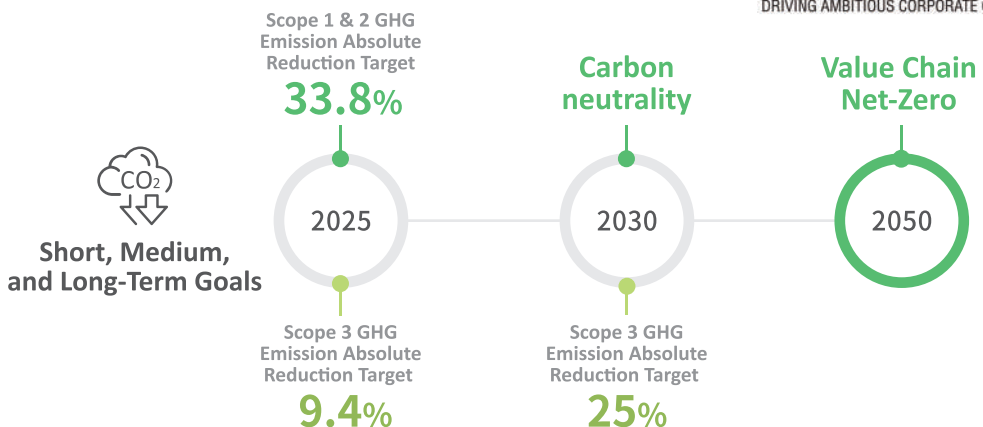 DRIVING AMBITIOUS CORPORATE
Scope 1 & 2 GHG
Emission Absolute
Reduction Target
33.8%
Carbon
neutrality
Value Chain
Net-Zero
CO2
Short, Medium,
and Long-Term Goals
2025
2030
2050
Scope 3 GHG
Emission Absolute
Reduction Target
9.4%
Scope 3 GHG
Emission Absolute
Reduction Target
25%